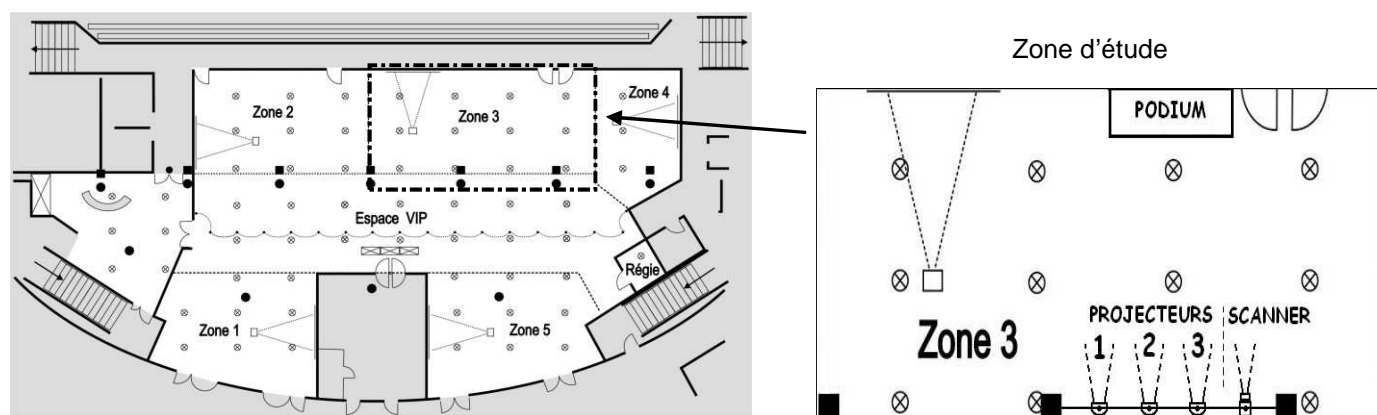 Zone d'étude
Zone 2
Zone 3
Zone 4
Espace VIP
Régie
Zone 1
Zone 5
PODIUM
PROJECTEURS
SCANNER
1 2 3
Zone 3